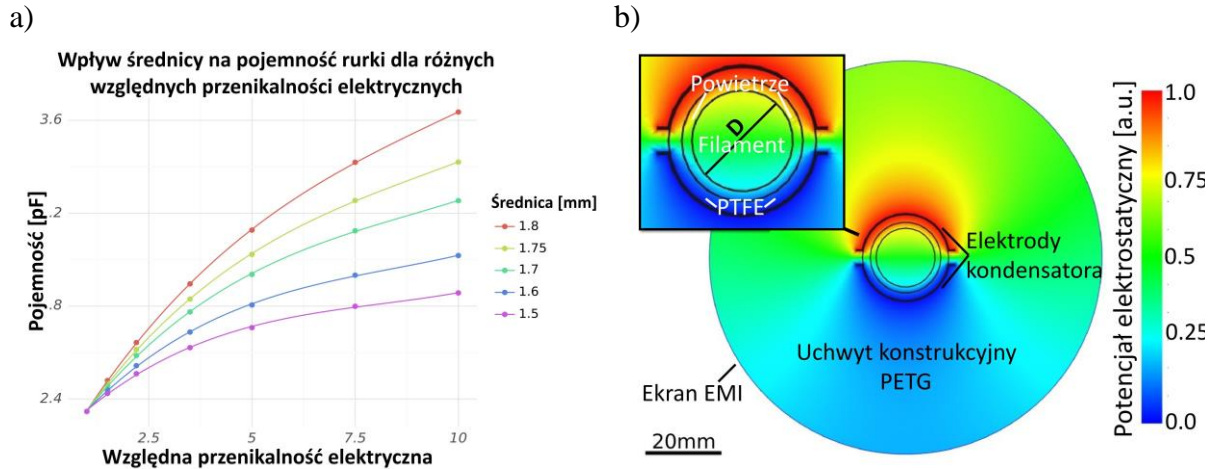 a)
Wpływ średnicy na pojemność rurki dla różnych
względnych przenikalności elektrycznych
3.6
.2
.8
2.4
Pojemność [pF]
2.5
5
7.5
10
Względna przenikalność elektryczna
Średnica [mm]
1.8
1.75
1.7
1.6
1.5
b)
Powietrze
D
Filament
PTFE
Elektrody
kondensatora
Uchwyt konstrukcyjny
PETG
Ekran EMI
20mm
Potencjał elektrostatyczny [a.u.]
1.0
0.75
0.5
0.25
0.0